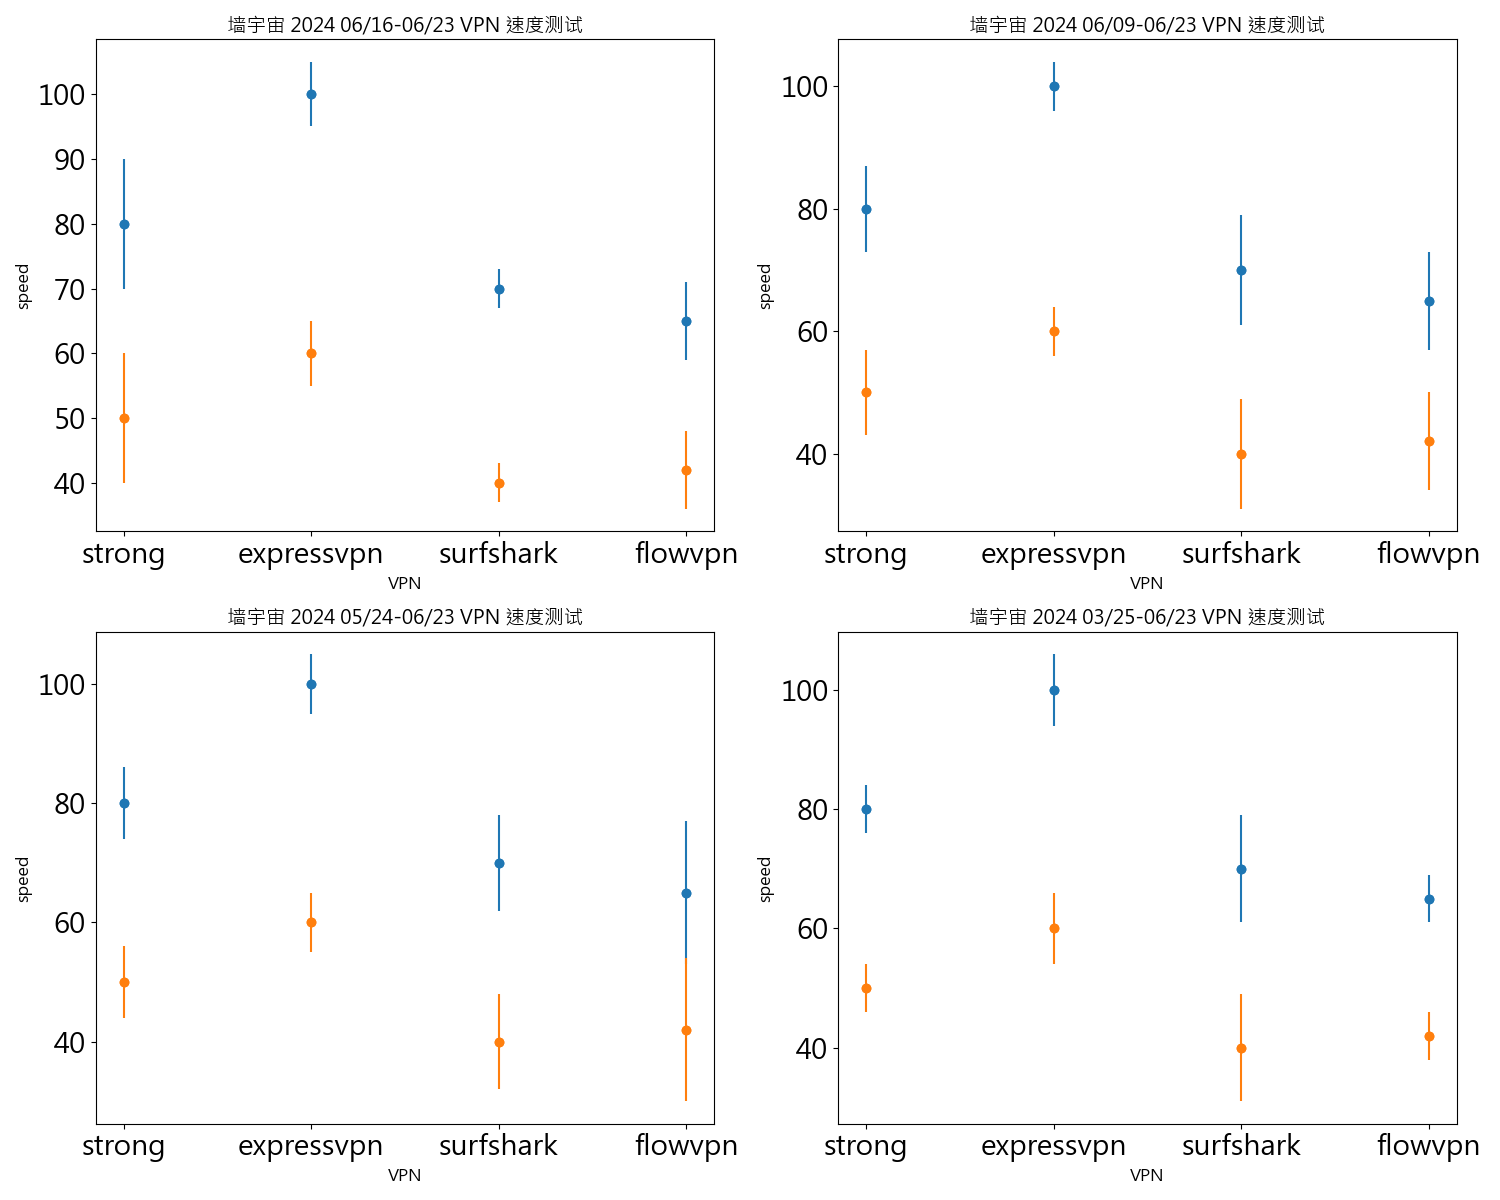 墙宇宙 2024 06/16-06/23 VPN 速度测试
100
90
80
70
60
50
40
speed
strong expressvpn surfshark flowvpn
VPN
墙宇宙 2024 06/09-06/23 VPN 速度测试
100
80
60
40
speed
strong expressvpn surfshark flowvpn
VPN
墙宇宙 2024 05/24-06/23 VPN 速度测试
100
80
60
40
speed
strong expressvpn surfshark flowvpn
VPN
墙宇宙 2024 03/25-06/23 VPN 速度测试
100
80
60
40
speed
strong expressvpn surfshark flowvpn
VPN